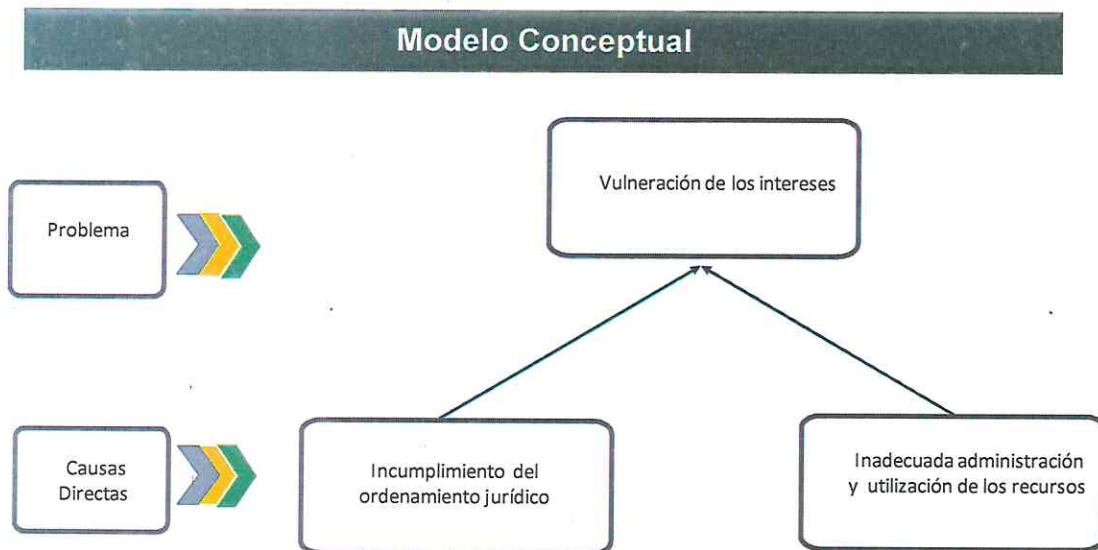 Modelo Conceptual
Problema
Vulneración de los intereses
Causas
Directas
Incumplimiento del
ordenamiento jurídico
Inadecuada administración
y utilización de los recursos